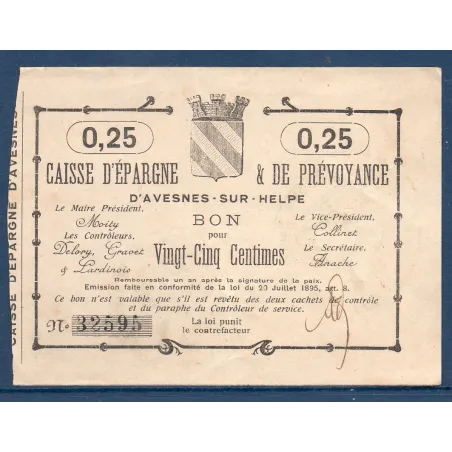 CAISSE D'EPARGNE D'AVESNES
0,25
0,25
CAISSE D'ÉPARGNE & DE PRÉVOYANCE
D'AVESNES-SUR-HELPE
Le Maire Président,
Moity
Les Contrôleurs,
Delory, Gravet
& Lardinois
BON
pour
Vingt-Cinq Centimes
Le Vice-Président,
Collinet
Le Secrétaire,
Anache
Remboursable un an après la signature de la paix.
Emission faite en conformité de la loi du 20 Juillet 1895, art. 8.
Ce bon n'est valable que s'il est revêtu des deux cachets de contrôle
et du paraphe du Contrôleur de service.
No 32595
La loi punit
le contrefacteur